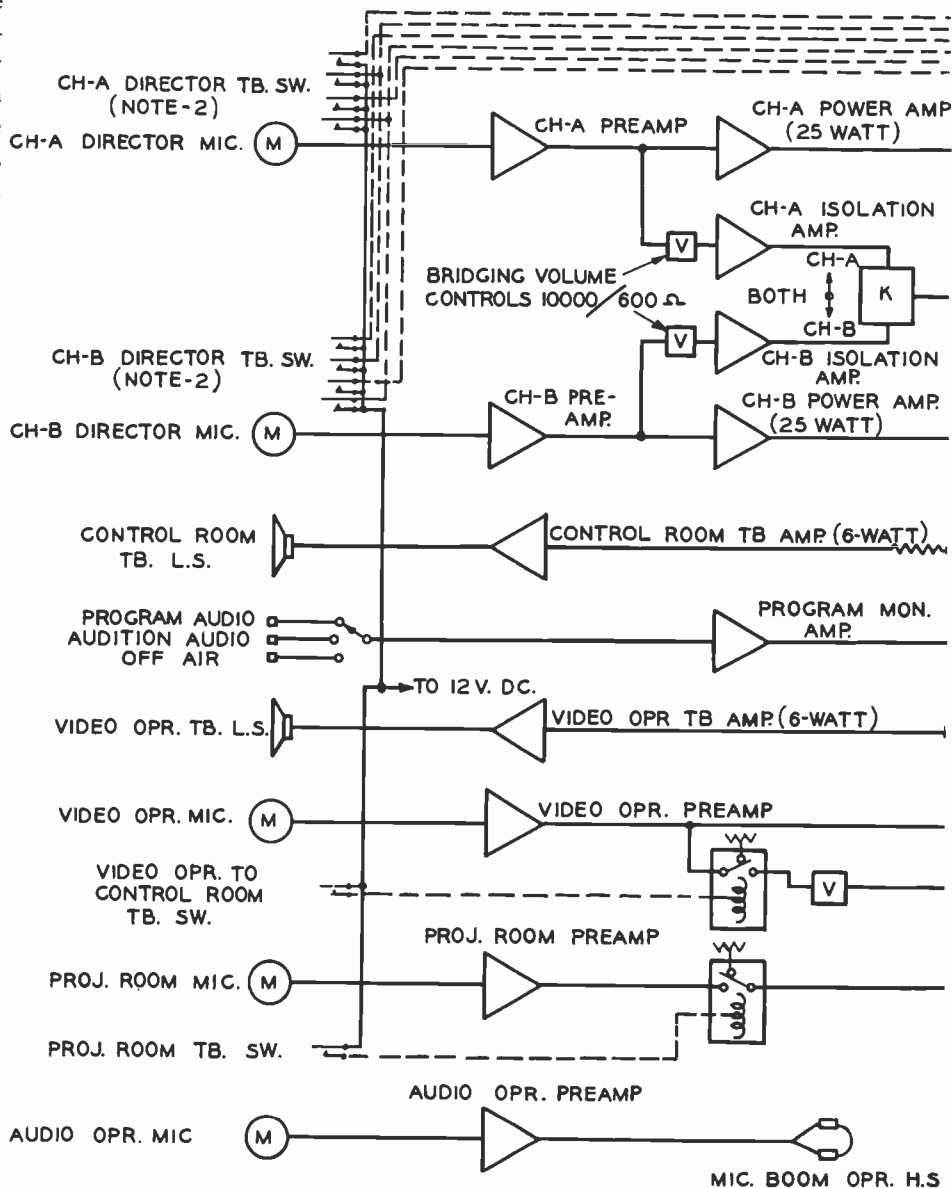 CH-A DIRECTOR TB. SW.
(NOTE-2)
CH-A DIRECTOR MIC.
M
CH-A PREAMP
CH-A POWER AMP
(25 WATT)
CH-A ISOLATION
AMP.
V
BRIDGING VOLUME
CONTROLS 10000/600 Ω
CH-A
BOTH
CH-B
K
V
CH-B ISOLATION
AMP.
CH-B DIRECTOR TB. SW.
(NOTE-2)
CH-B DIRECTOR MIC.
M
CH-B PRE-
AMP.
CH-B POWER AMP.
(25 WATT)
CONTROL ROOM
TB. L.S.
CONTROL ROOM TB AMP. (6-WATT)
PROGRAM AUDIO
AUDITION AUDIO
OFF AIR
PROGRAM MON.
AMP.
TO 12 V. DC.
VIDEO OPR. TB. L.S.
VIDEO OPR TB AMP. (6-WATT)
VIDEO OPR. MIC.
M
VIDEO OPR. PREAMP
VIDEO OPR. TO
CONTROL ROOM
TB. SW.
V
PROJ. ROOM PREAMP
PROJ. ROOM MIC.
M
PROJ. ROOM TB. SW.
AUDIO OPR. PREAMP
AUDIO OPR. MIC
M
MIC. BOOM OPR. H.S